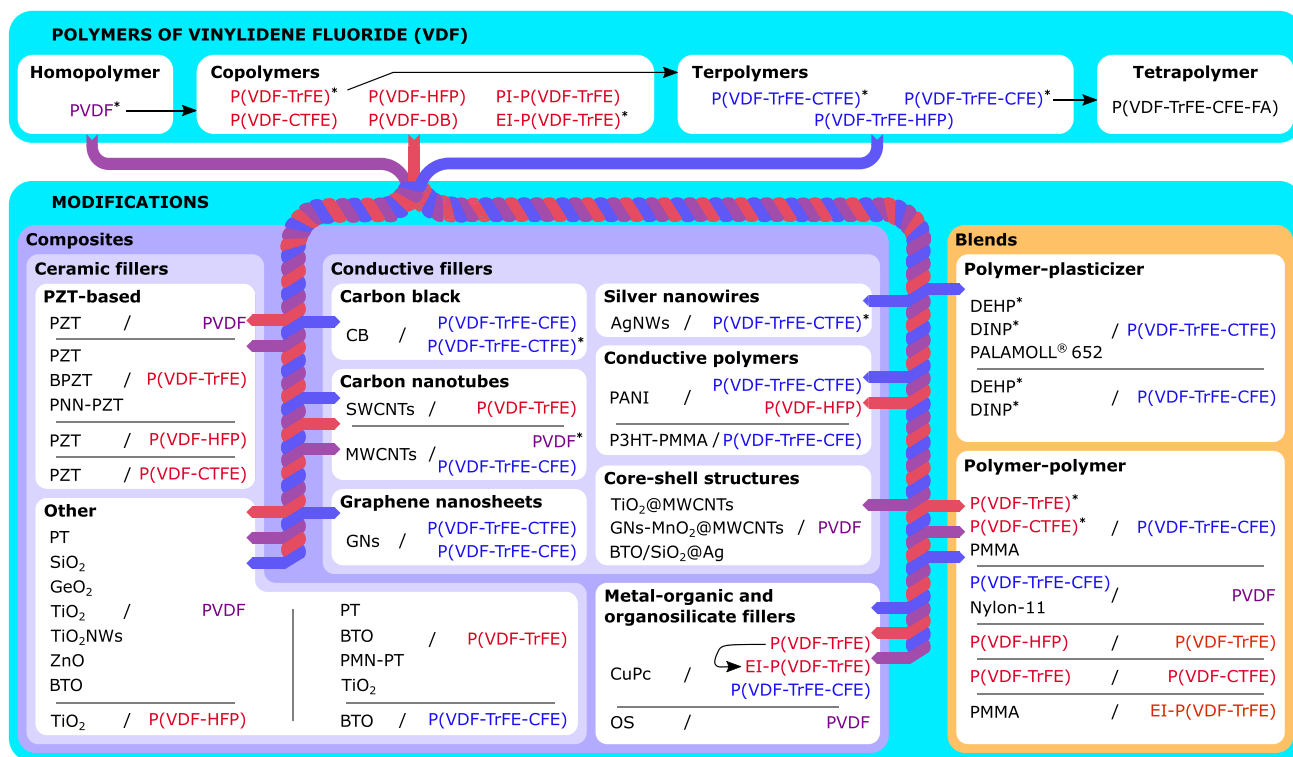 POLYMERS OF VINYLIDENE FLUORIDE (VDF)
Homopolymer
PVDF*
Copolymers
P(VDF-TrFE)* P(VDF-HFP) PI-P(VDF-TrFE)
P(VDF-CTFE) P(VDF-DB) EI-P(VDF-TrFE)*
Terpolymers
P(VDF-TrFE-CTFE)* P(VDF-TrFE-CFE)*
P(VDF-TrFE-HFP)
Tetrapolymer
P(VDF-TrFE-CFE-FA)
MODIFICATIONS
Composites
Ceramic fillers
PZT-based
PZT / PVDF
PZT
BPZT / P(VDF-TrFE)
PNN-PZT
PZT / P(VDF-HFP)
PZT / P(VDF-CTFE)
Other
PT
SiO₂
GeO₂
TiO₂ / PVDF
TiO₂NWs
ZnO
BTO
TiO₂ / P(VDF-HFP)
PT
BTO / P(VDF-TrFE)
PMN-PT
TiO₂
BTO / P(VDF-TrFE-CFE)
Conductive fillers
Carbon black
P(VDF-TrFE-CFE)
CB /
P(VDF-TrFE-CTFE)*
Carbon nanotubes
SWCNTs / P(VDF-TrFE)
PVDF*
MWCNTs /
P(VDF-TrFE-CFE)
Graphene nanosheets
P(VDF-TrFE-CTFE)
GNs /
P(VDF-TrFE-CFE)
Silver nanowires
AgNWs / P(VDF-TrFE-CTFE)*
Conductive polymers
P(VDF-TrFE-CTFE)
PANI /
P(VDF-HFP)
P3HT-PMMA / P(VDF-TrFE-CFE)
Core-shell structures
TiO₂@MWCNTs
GNs-MnO₂@MWCNTs / PVDF
BTO/SiO₂@Ag
Metal-organic and
organosilicate fillers
P(VDF-TrFE)
EI-P(VDF-TrFE)
CuPc /
P(VDF-TrFE-CFE)
OS / PVDF
Blends
Polymer-plasticizer
DEHP*
DINP* / P(VDF-TrFE-CTFE)
PALAMOLL® 652
DEHP*
DINP* / P(VDF-TrFE-CFE)
Polymer-polymer
P(VDF-TrFE)*
P(VDF-CTFE)* / P(VDF-TrFE-CFE)
PMMA
P(VDF-TrFE-CFE)
/ PVDF
Nylon-11
P(VDF-HFP) / P(VDF-TrFE)
P(VDF-TrFE) / P(VDF-CTFE)
PMMA / EI-P(VDF-TrFE)